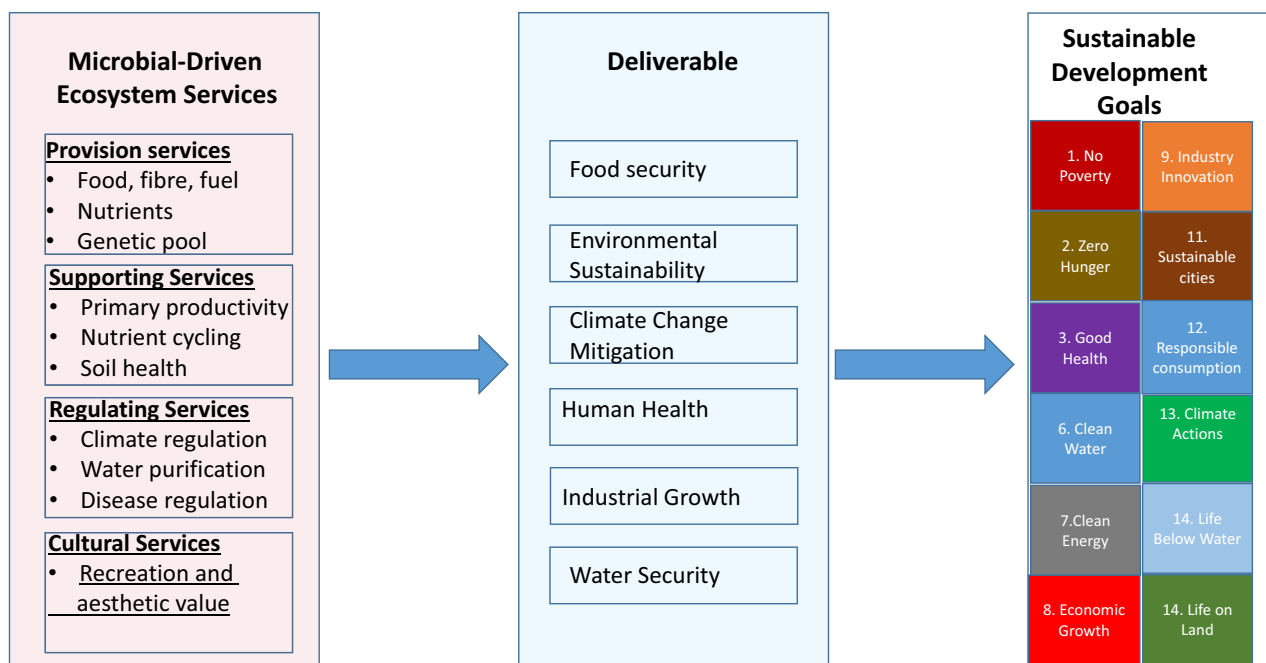 Microbial-Driven
Ecosystem Services
Provision services
• Food, fibre, fuel
• Nutrients
• Genetic pool
Supporting Services
• Primary productivity
• Nutrient cycling
• Soil health
Regulating Services
• Climate regulation
• Water purification
• Disease regulation
Cultural Services
• Recreation and
aesthetic value
Deliverable
Food security
Environmental
Sustainability
Climate Change
Mitigation
Human Health
Industrial Growth
Water Security
Sustainable
Development
Goals
1. No
Poverty
9. Industry
Innovation
2. Zero
Hunger
11.
Sustainable
cities
3. Good
Health
12.
Responsible
consumption
6. Clean
Water
13. Climate
Actions
7.Clean
Energy
14. Life
Below Water
8. Economic
Growth
14. Life on
Land